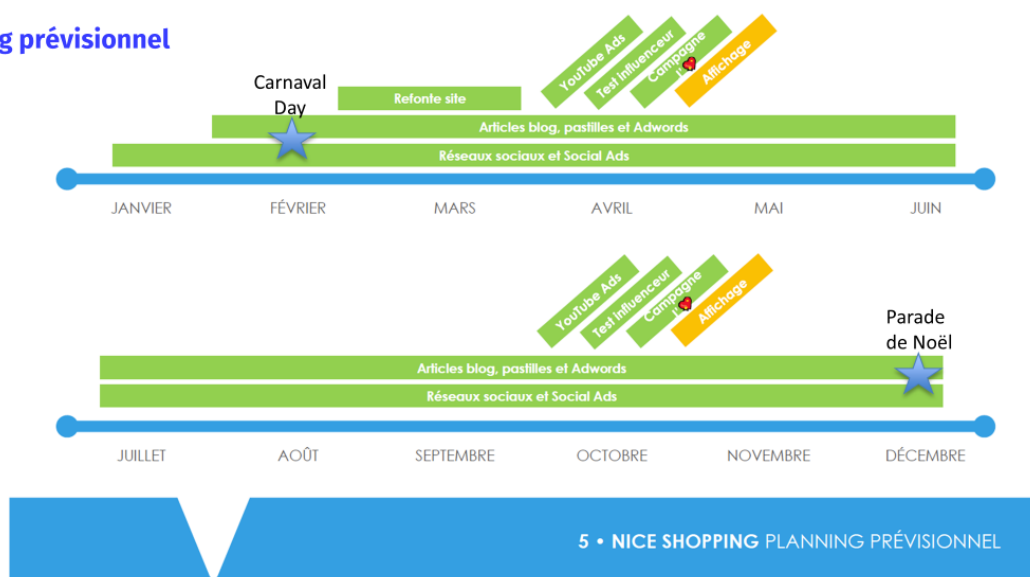 g prévisionnel
Carnaval
Day
YouTube Ads
Test influenceur
Campagne
l'
Affichage
Refonte site
Articles blog, pastilles et Adwords
Réseaux sociaux et Social Ads
JANVIER FÉVRIER MARS AVRIL MAI JUIN
YouTube Ads
Test influenceur
Campagne
l'
Affichage
Parade
de Noël
Articles blog, pastilles et Adwords
Réseaux sociaux et Social Ads
JUILLET AOÛT SEPTEMBRE OCTOBRE NOVEMBRE DÉCEMBRE
5 • NICE SHOPPING PLANNING PRÉVISIONNEL